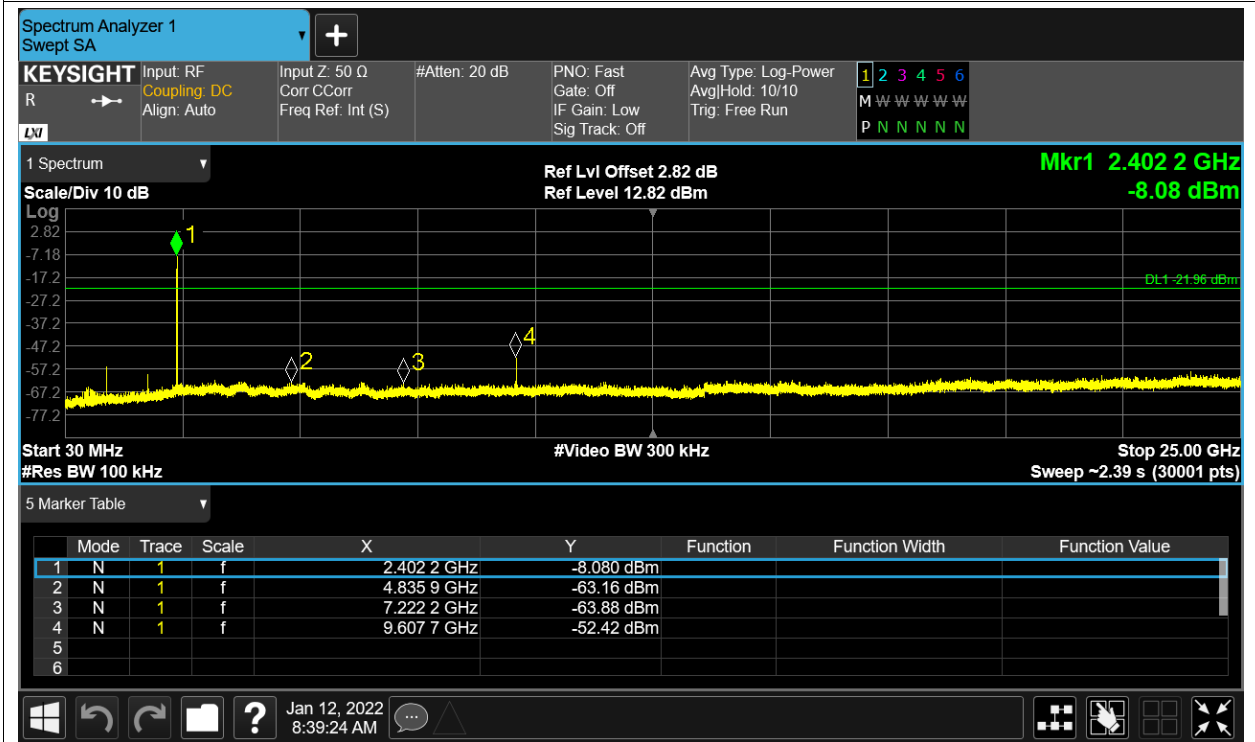 Spectrum Analyzer 1
Swept SA
+
KEYSIGHT Input: RF Input Z: 50 Ω #Atten: 20 dB PNO: Fast Avg Type: Log-Power 1 2 3 4 5 6
R Coupling: DC Corr CCorr Gate: Off Avg|Hold: 10/10 M W W W W W
Align: Auto Freq Ref: Int (S) IF Gain: Low Trig: Free Run
LXI Sig Track: Off P N N N N N
1 Spectrum Ref Lvl Offset 2.82 dB Mkr1 2.402 2 GHz
Scale/Div 10 dB Ref Level 12.82 dBm -8.08 dBm
Log
2.82 1
-7.18
-17.2 DL1 -21.96 dBm
-27.2
-37.2 4
-47.2
-57.2 2 3
-67.2
-77.2
Start 30 MHz #Video BW 300 kHz Stop 25.00 GHz
#Res BW 100 kHz Sweep ~2.39 s (30001 pts)
5 Marker Table
Mode Trace Scale X Y Function Function Width Function Value
1 N 1 f 2.402 2 GHz -8.080 dBm
2 N 1 f 4.835 9 GHz -63.16 dBm
3 N 1 f 7.222 2 GHz -63.88 dBm
4 N 1 f 9.607 7 GHz -52.42 dBm
5
6
? Jan 12, 2022
8:39:24 AM